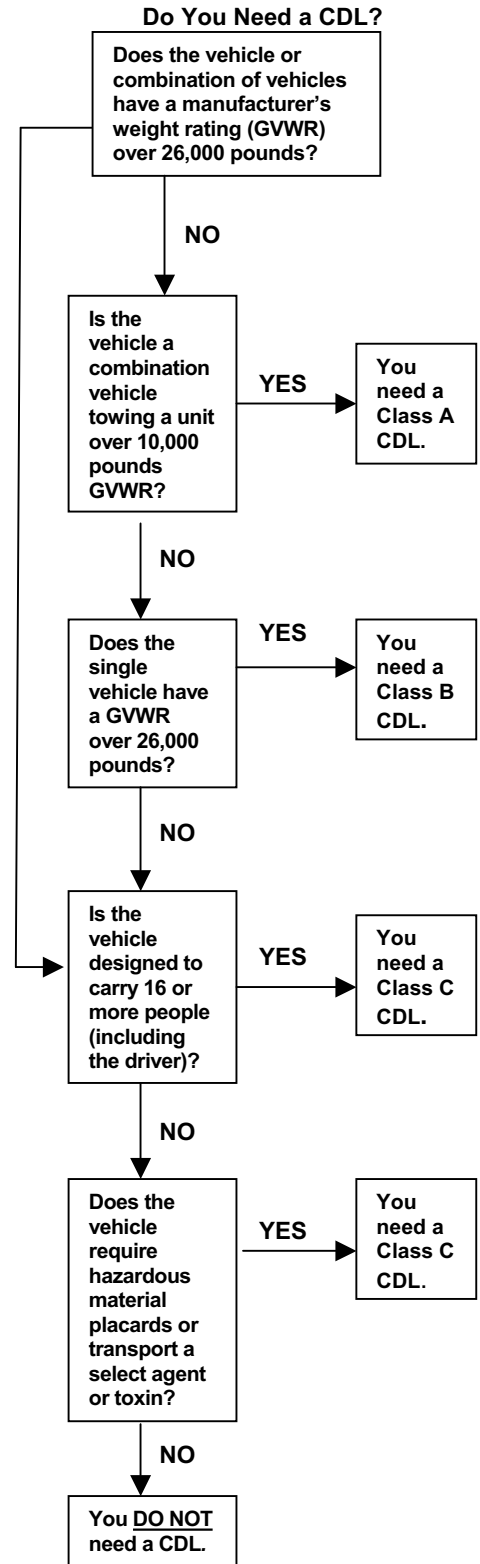 Do You Need a CDL?
Does the vehicle or
combination of vehicles
have a manufacturer’s
weight rating (GVWR)
over 26,000 pounds?
NO
Is the
vehicle a
combination
vehicle
towing a unit
over 10,000
pounds
GVWR?
YES
You
need a
Class A
CDL.
NO
Does the
single
vehicle have
a GVWR
over 26,000
pounds?
YES
You
need a
Class B
CDL.
NO
Is the
vehicle
designed to
carry 16 or
more people
(including
the driver)?
YES
You
need a
Class C
CDL.
NO
Does the
vehicle
require
hazardous
material
placards or
transport a
select agent
or toxin?
YES
You
need a
Class C
CDL.
NO
You DO NOT
need a CDL.